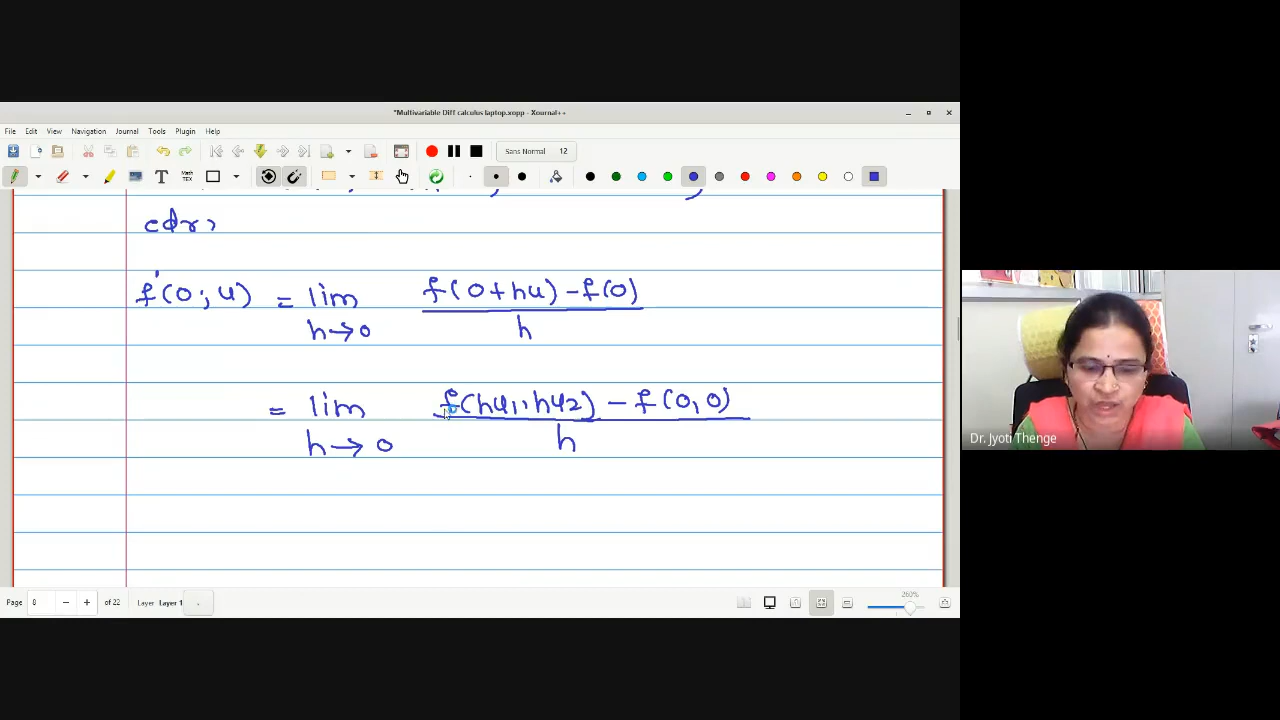 *Multivariable Diff calculus laptop.xopp - Xournal++
File Edit View Navigation Journal Tools Plugin Help
Sans Normal 12
f'(0; u) = lim h→0 f(0+hu) - f(0) / h
= lim h→0 f(hu1, hu2) - f(0, 0) / h
Dr. Jyoti Thenge
Page 8 of 22 Layer Layer 1 260%